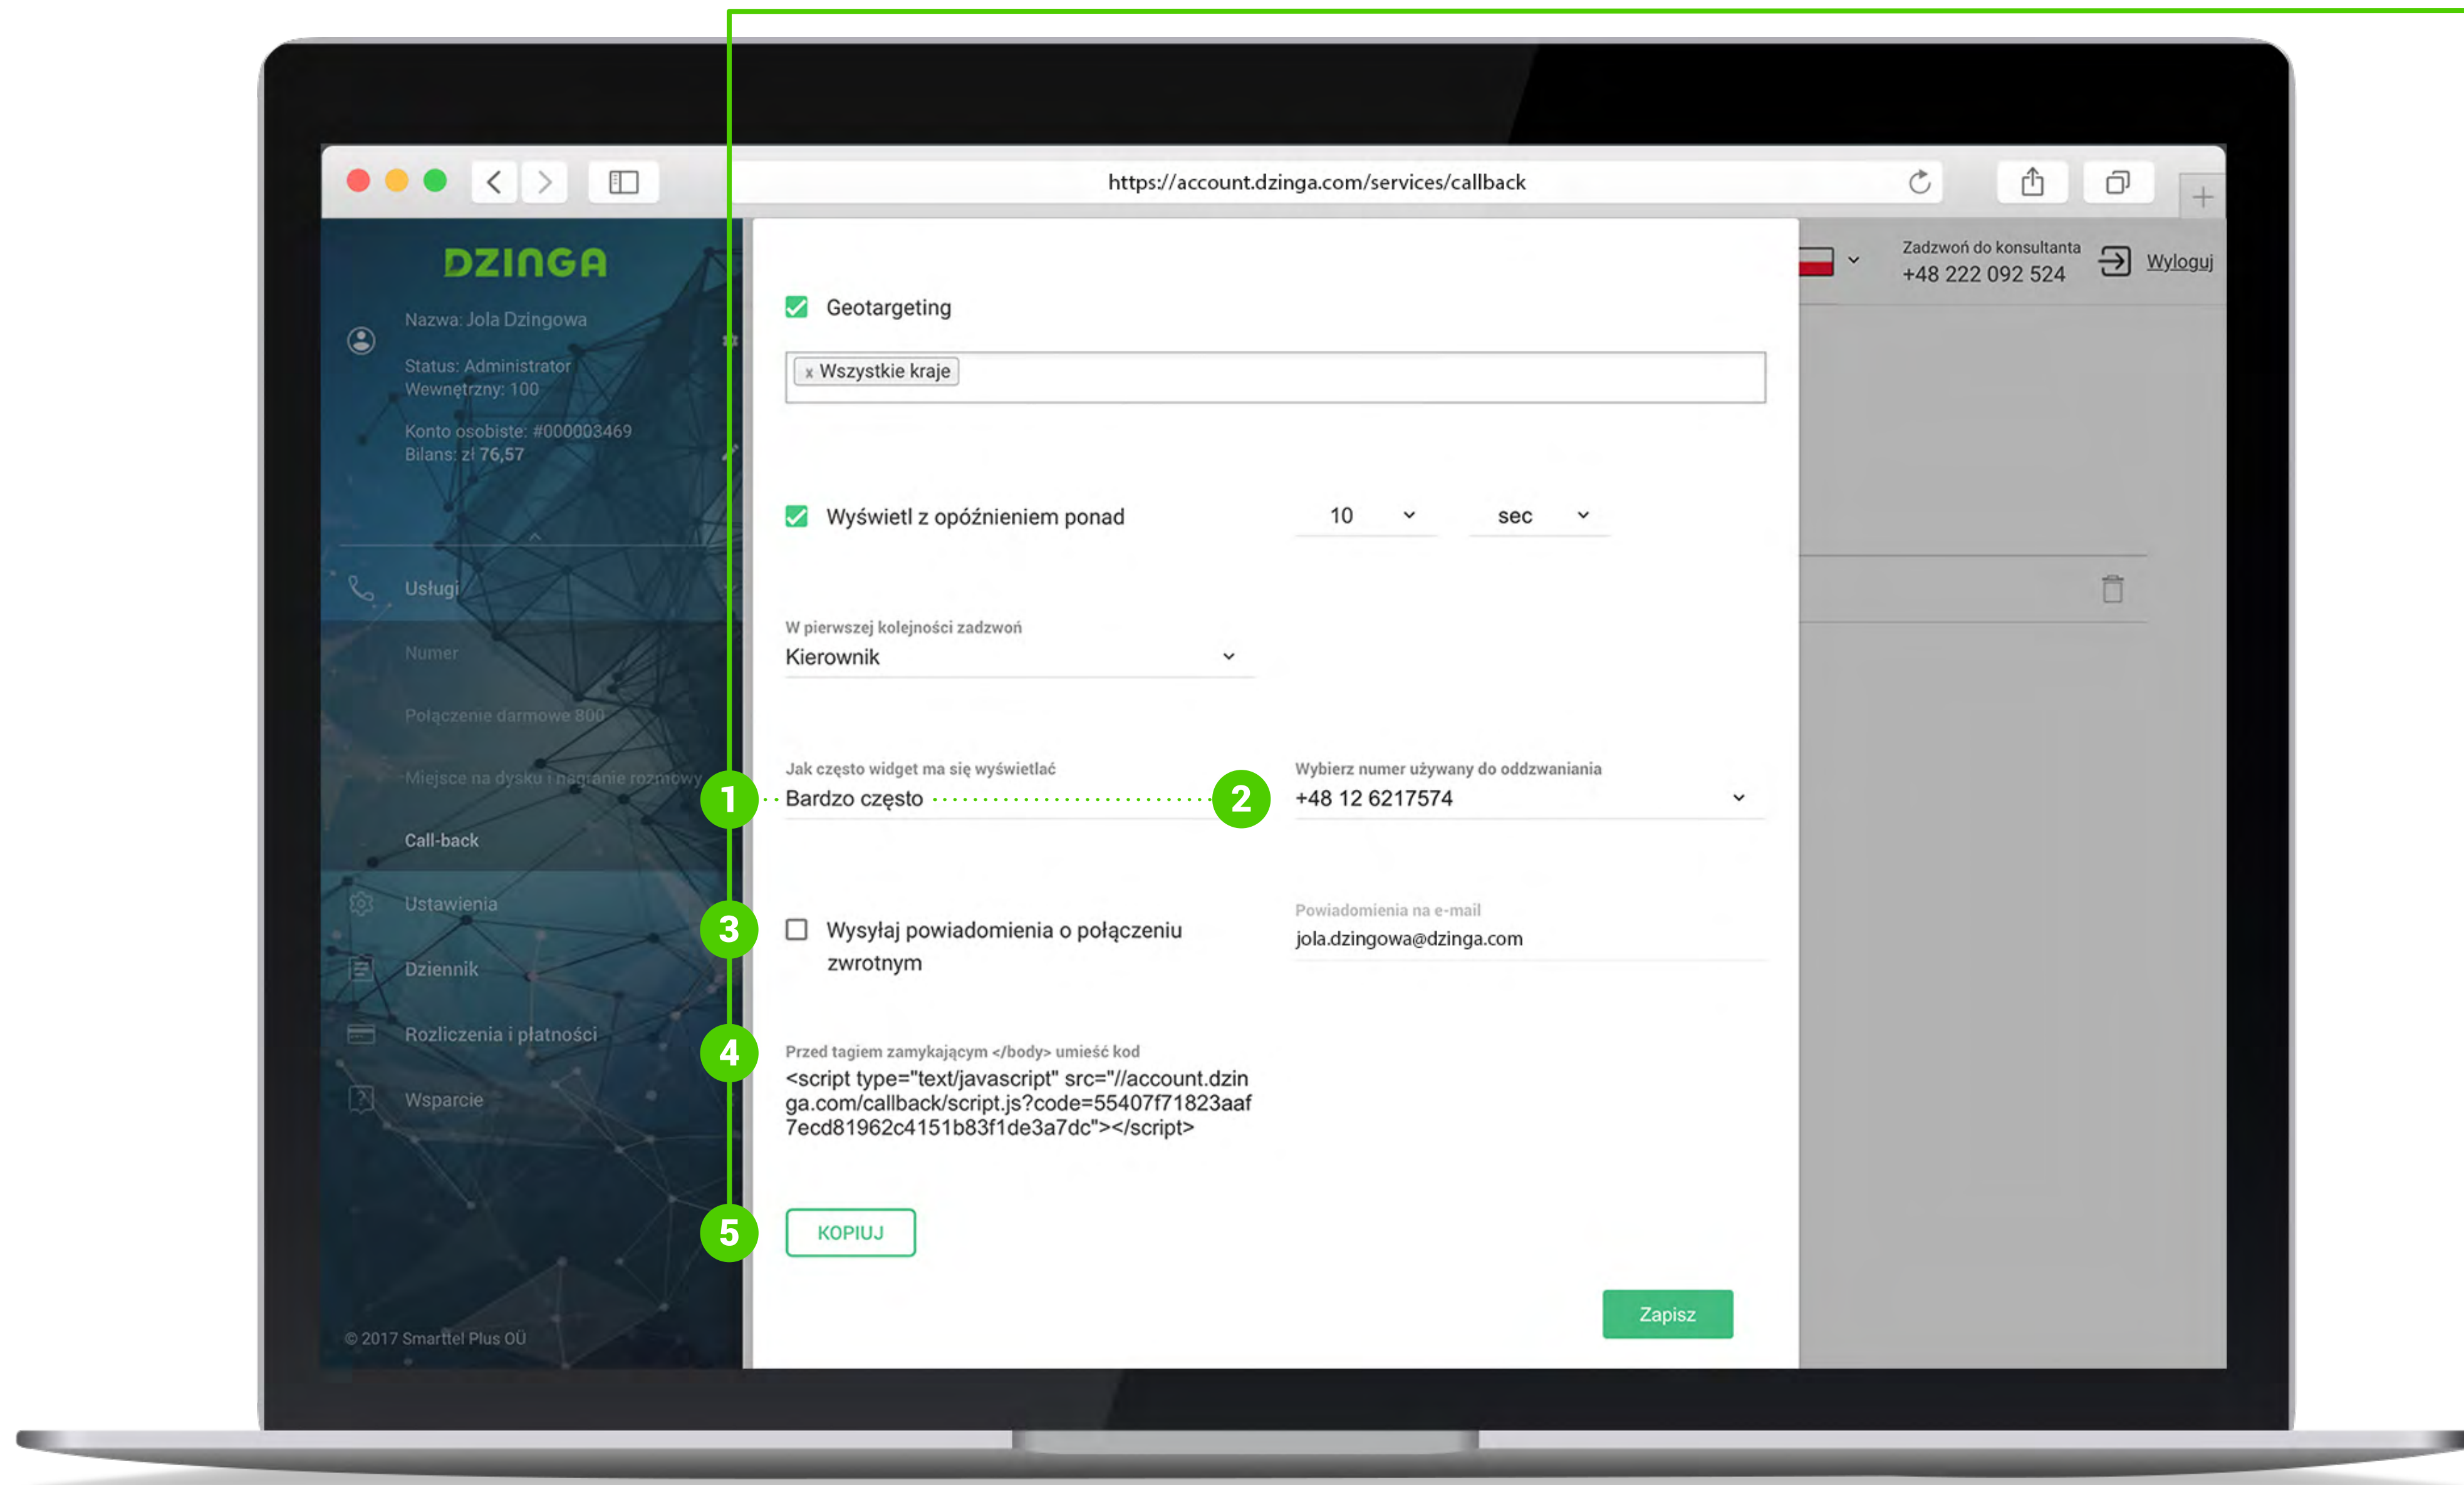 https://account.dzinga.com/services/callback
DZINGA
Nazwa: Jola Dzingowa
Status: Administrator
Wewnętrzny: 100
Konto osobiste: #000003469
Bilans: zł 76,57
Usługi
Numer
Połączenie darmowe 800
Miejsce na dysku i nagranie rozmowy
Call-back
Ustawienia
Dziennik
Rozliczenia i płatności
Wsparcie
© 2017 Smarttel Plus OÜ
Zadzwoń do konsultanta
+48 222 092 524
Wyloguj
Geotargeting
x Wszystkie kraje
Wyświetl z opóźnieniem ponad 10 sec
W pierwszej kolejności zadzwoń
Kierownik
Jak często widget ma się wyświetlać
1 Bardzo często
Wybierz numer używany do oddzwaniania
2 +48 12 6217574
3 Wysyłaj powiadomienia o połączeniu
zwrotnym
Powiadomienia na e-mail
jola.dzingowa@dzinga.com
4 Przed tagiem zamykającym </body> umieść kod
<script type="text/javascript" src="//account.dzin
ga.com/callback/script.js?code=55407f71823aaf
7ecd81962c4151b83f1de3a7dc"></script>
5 KOPIUJ
Zapisz